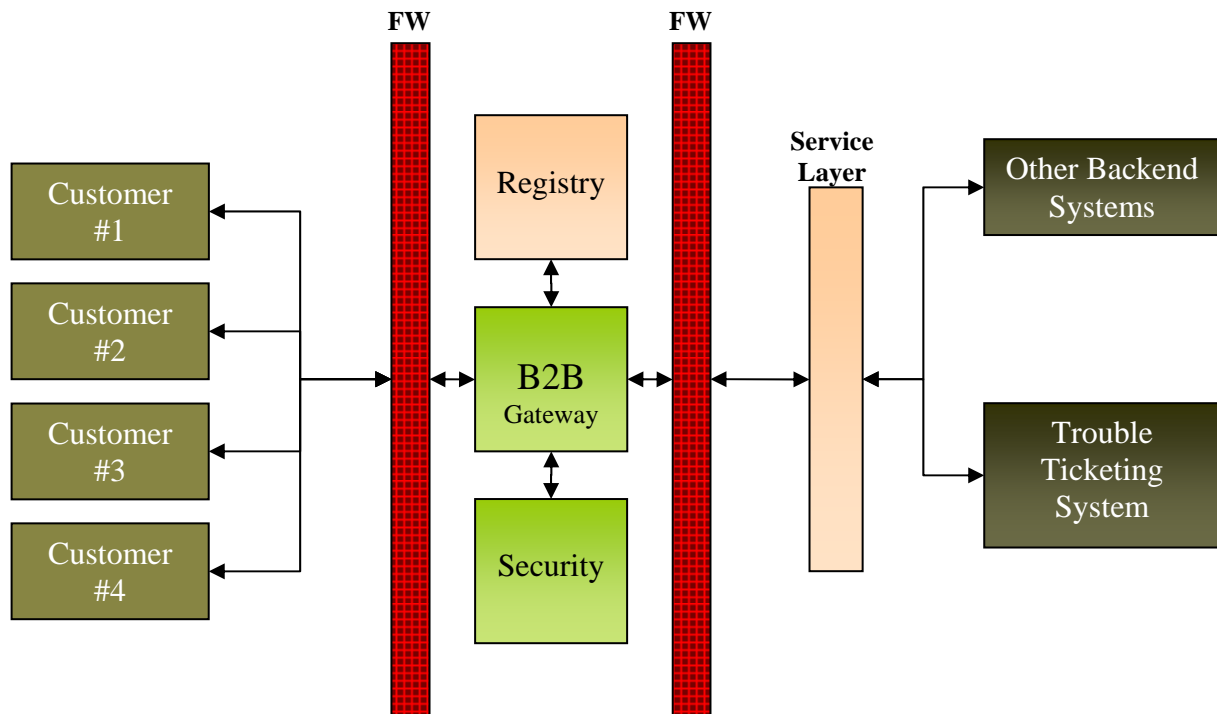 FW
FW
Customer
#1
Customer
#2
Customer
#3
Customer
#4
Registry
B2B
Gateway
Security
Service
Layer
Other Backend
Systems
Trouble
Ticketing
System